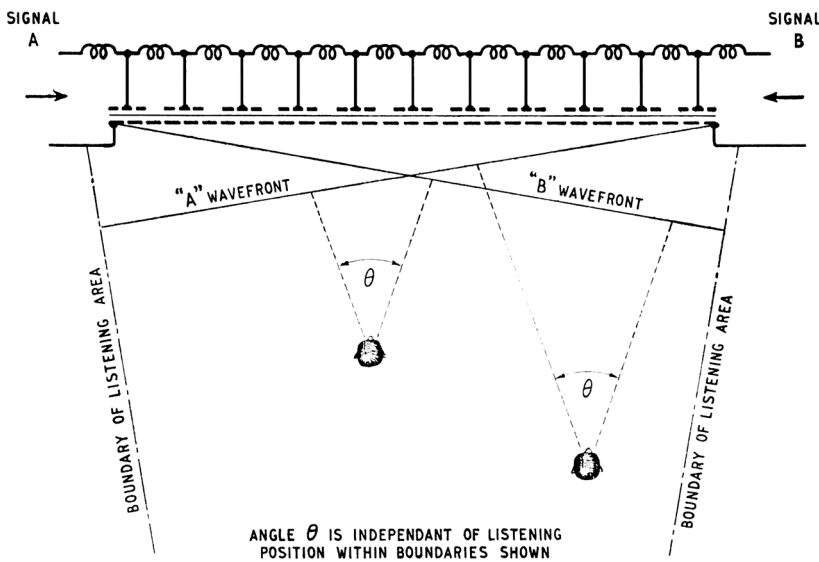 SIGNAL
A
SIGNAL
B
"A" WAVEFRONT
"B" WAVEFRONT
θ
θ
BOUNDARY OF LISTENING AREA
BOUNDARY OF LISTENING AREA
ANGLE θ IS INDEPENDANT OF LISTENING
POSITION WITHIN BOUNDARIES SHOWN